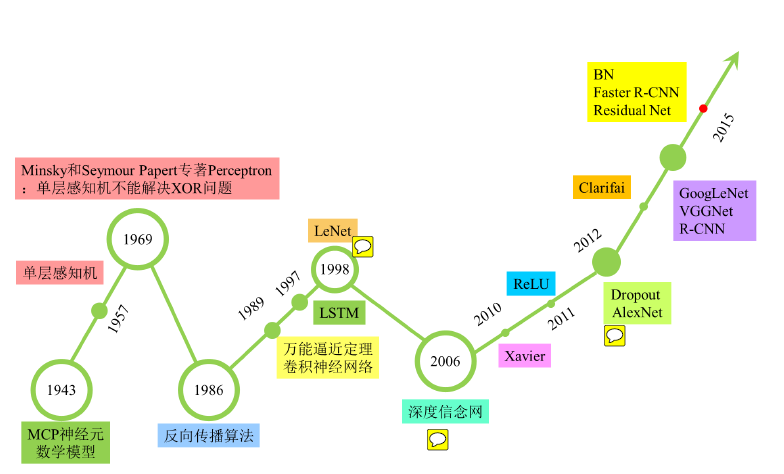 BN
Faster R-CNN
Residual Net
2015
Minsky和Seymour Papert专著Perceptron
：单层感知机不能解决XOR问题
Clarifai
GoogLeNet
VGGNet
R-CNN
LeNet
1969
2012
单层感知机
1998
ReLU
1997
Dropout
AlexNet
1989
LSTM
2010
2011
1957
万能逼近定理
卷积神经网络
Xavier
2006
1943
1986
深度信念网
MCP神经元
数学模型
反向传播算法